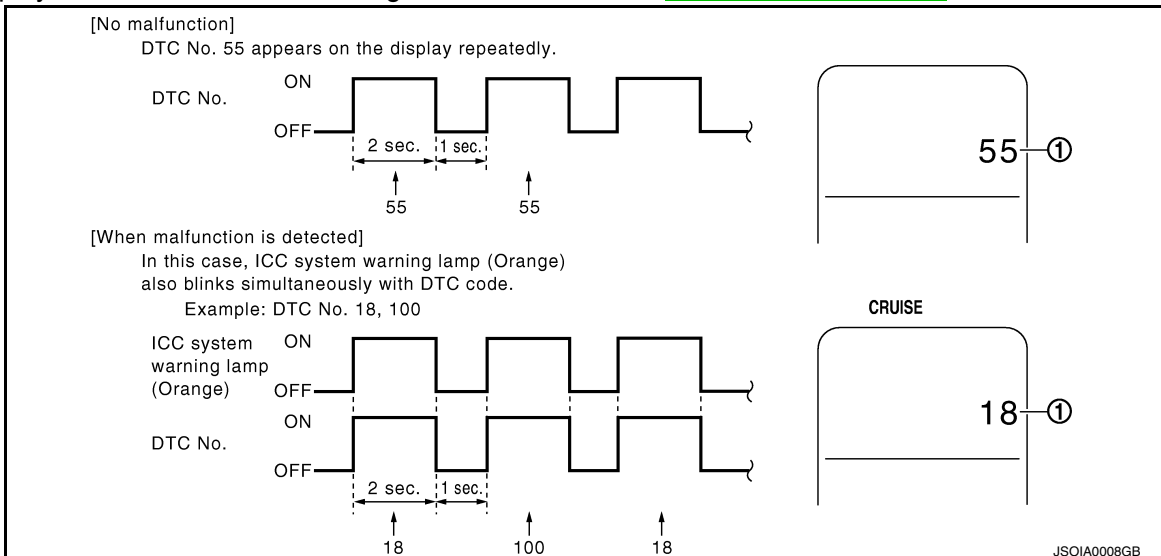 [No malfunction]
DTC No. 55 appears on the display repeatedly.
DTC No.
ON
OFF
2 sec.
1 sec.
55
55
55
①
[When malfunction is detected]
In this case, ICC system warning lamp (Orange)
also blinks simultaneously with DTC code.
Example: DTC No. 18, 100
ICC system
warning lamp
(Orange)
ON
OFF
DTC No.
ON
OFF
2 sec.
1 sec.
18
100
18
CRUISE
18
①
JSOIA0008GB